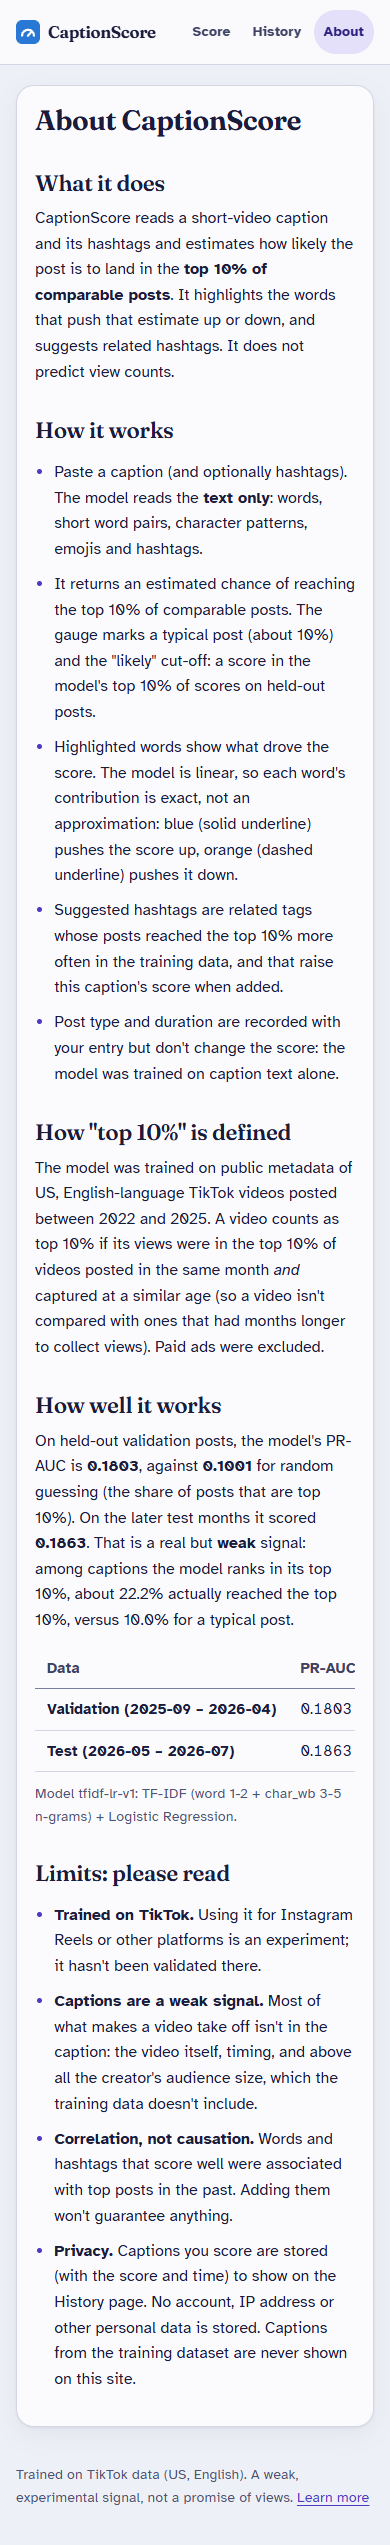 CaptionScore Score History About
About CaptionScore
What it does
CaptionScore reads a short-video caption
and its hashtags and estimates how likely the
post is to land in the top 10% of
comparable posts. It highlights the words
that push that estimate up or down, and
suggests related hashtags. It does not
predict view counts.
How it works
• Paste a caption (and optionally hashtags).
The model reads the text only: words,
short word pairs, character patterns,
emojis and hashtags.
• It returns an estimated chance of reaching
the top 10% of comparable posts. The
gauge marks a typical post (about 10%)
and the "likely" cut-off: a score in the
model's top 10% of scores on held-out
posts.
• Highlighted words show what drove the
score. The model is linear, so each word's
contribution is exact, not an
approximation: blue (solid underline)
pushes the score up, orange (dashed
underline) pushes it down.
• Suggested hashtags are related tags
whose posts reached the top 10% more
often in the training data, and that raise
this caption's score when added.
• Post type and duration are recorded with
your entry but don't change the score: the
model was trained on caption text alone.
How "top 10%" is defined
The model was trained on public metadata of
US, English-language TikTok videos posted
between 2022 and 2025. A video counts as
top 10% if its views were in the top 10% of
videos posted in the same month and
captured at a similar age (so a video isn't
compared with ones that had months longer
to collect views). Paid ads were excluded.
How well it works
On held-out validation posts, the model's PR-
AUC is 0.1803, against 0.1001 for random
guessing (the share of posts that are top
10%). On the later test months it scored
0.1863. That is a real but weak signal:
among captions the model ranks in its top
10%, about 22.2% actually reached the top
10%, versus 10.0% for a typical post.
Data PR-AUC
Validation (2025-09 – 2026-04) 0.1803
Test (2026-05 – 2026-07) 0.1863
Model tfidf-lr-v1: TF-IDF (word 1-2 + char_wb 3-5
n-grams) + Logistic Regression.
Limits: please read
• Trained on TikTok. Using it for Instagram
Reels or other platforms is an experiment;
it hasn't been validated there.
• Captions are a weak signal. Most of
what makes a video take off isn't in the
caption: the video itself, timing, and above
all the creator's audience size, which the
training data doesn't include.
• Correlation, not causation. Words and
hashtags that score well were associated
with top posts in the past. Adding them
won't guarantee anything.
• Privacy. Captions you score are stored
(with the score and time) to show on the
History page. No account, IP address or
other personal data is stored. Captions
from the training dataset are never shown
on this site.
Trained on TikTok data (US, English). A weak,
experimental signal, not a promise of views. Learn more